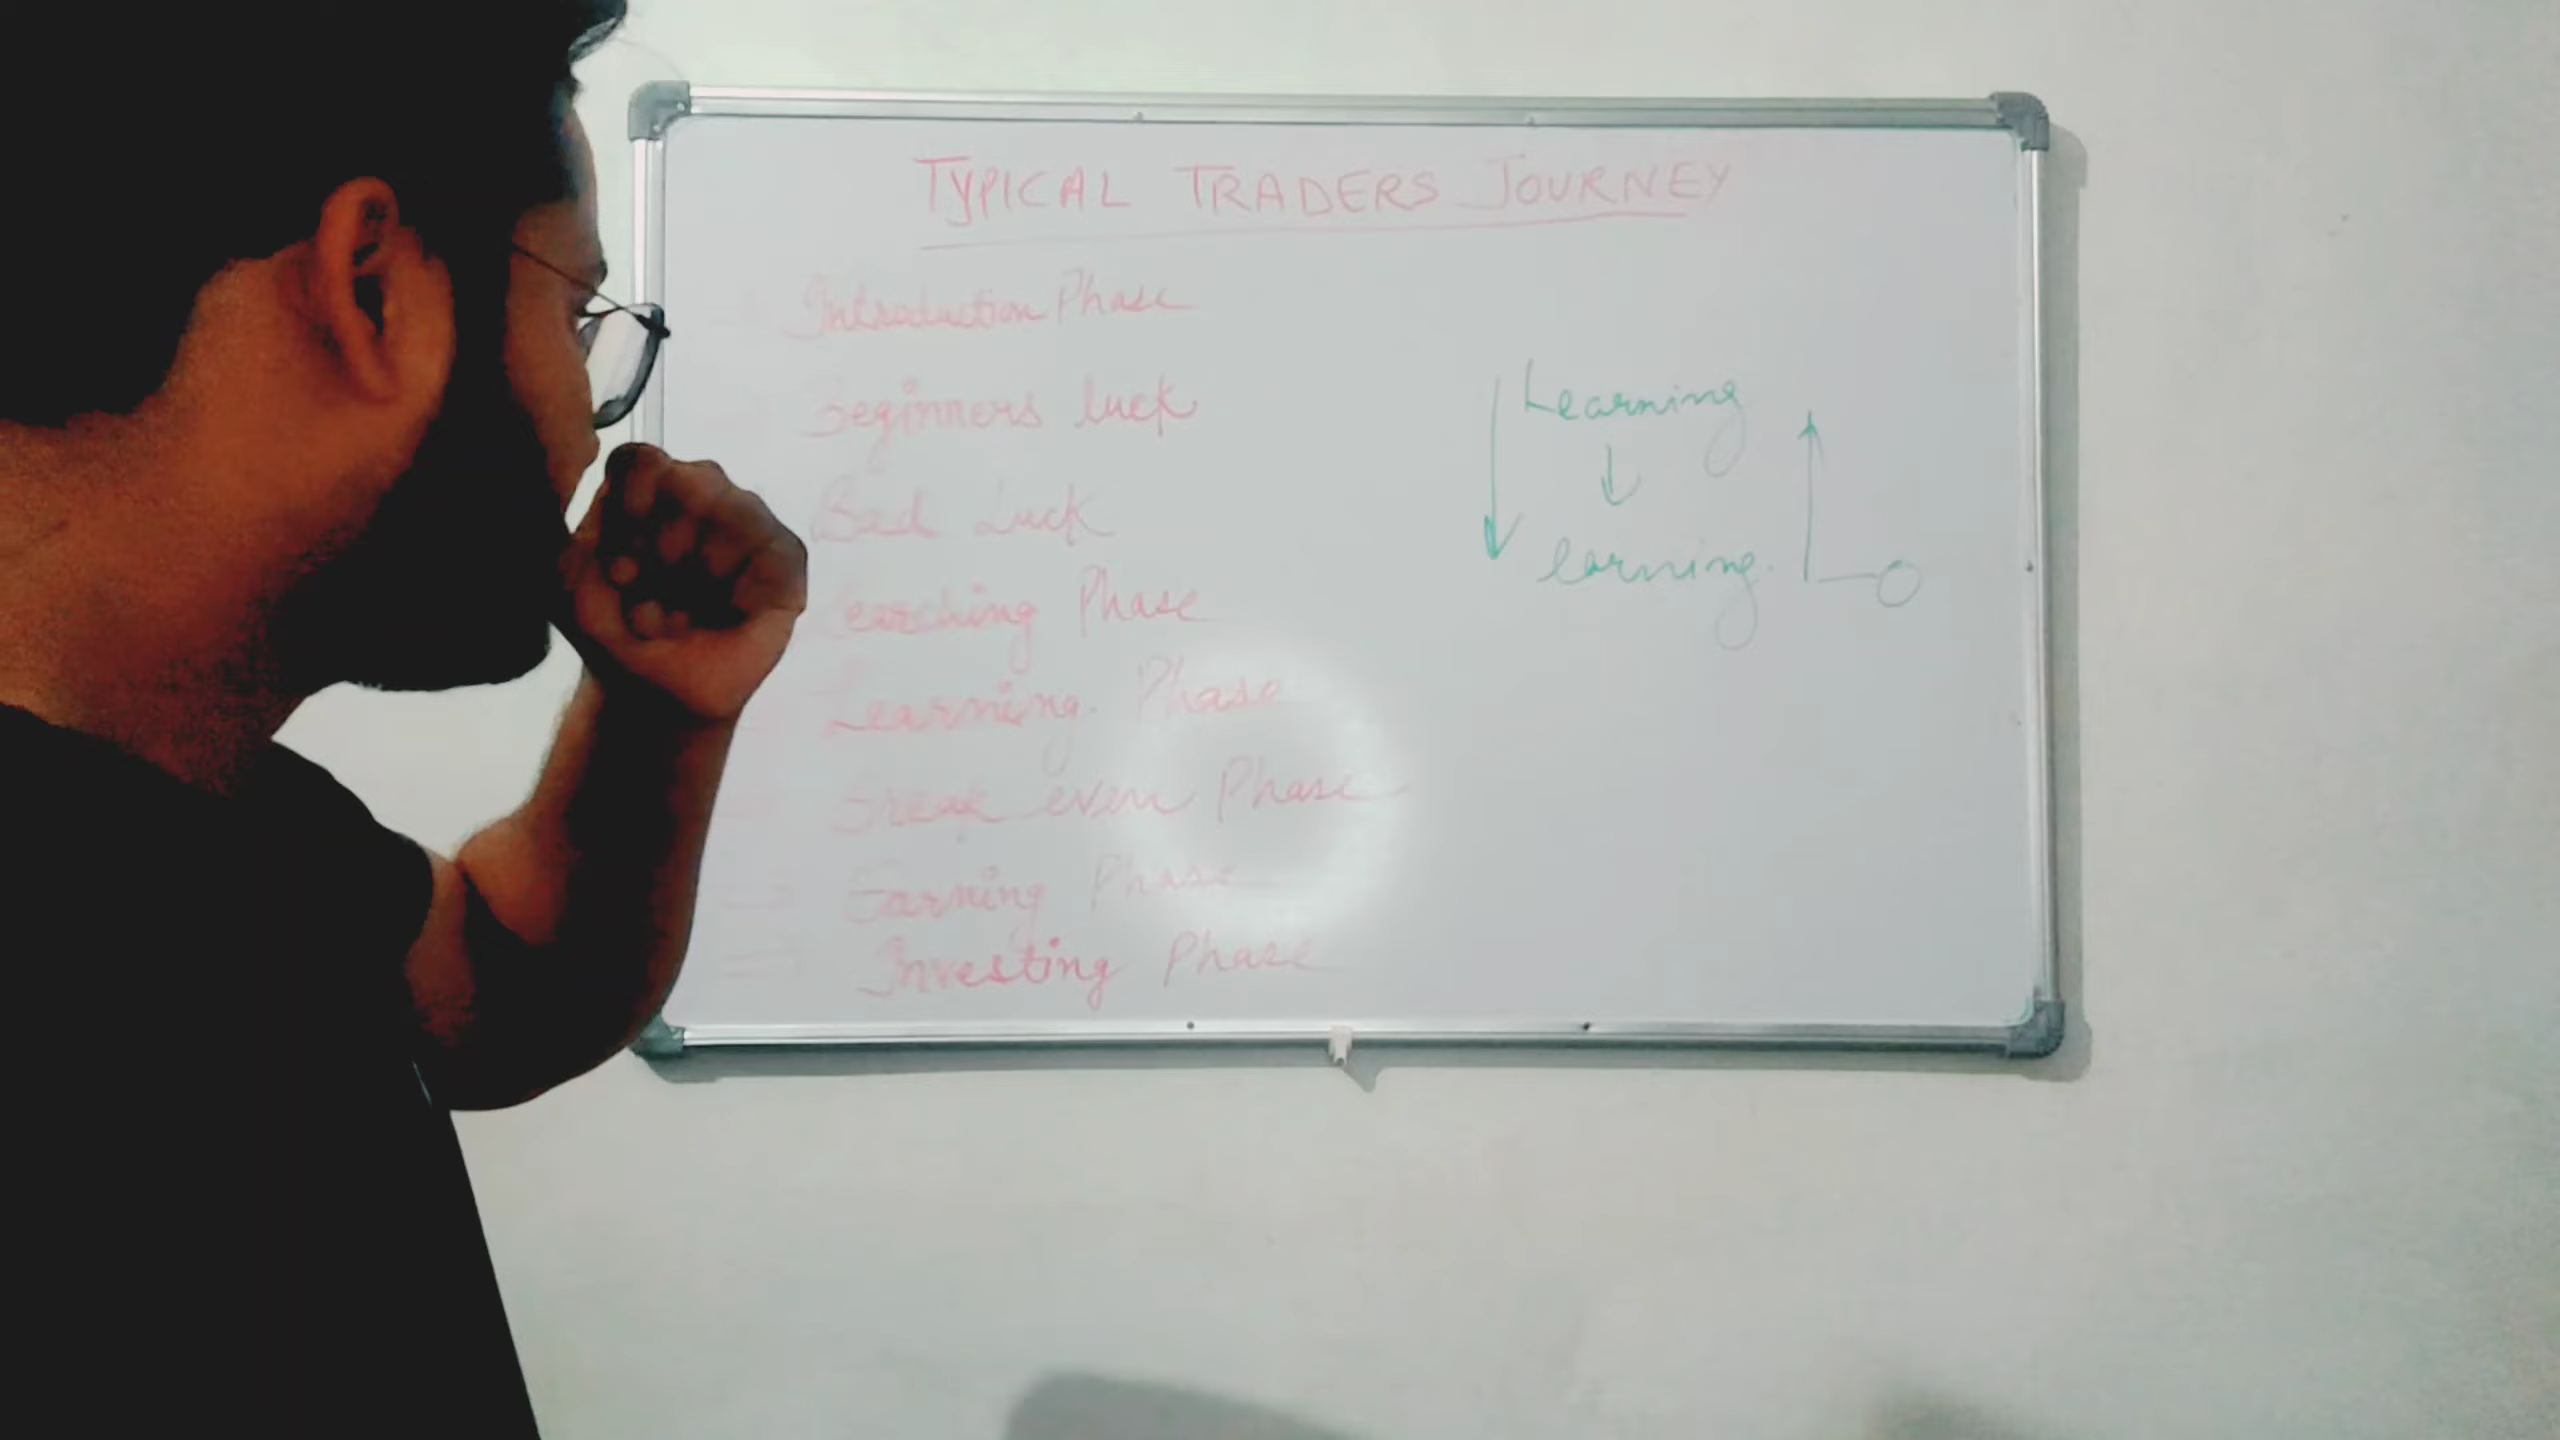 TYPICAL TRADERS JOURNEY
Introduction Phase
Beginners luck
Bad Luck
Searching Phase
Learning Phase
Break even Phase
Earning Phase
Investing Phase
Learning
earning.